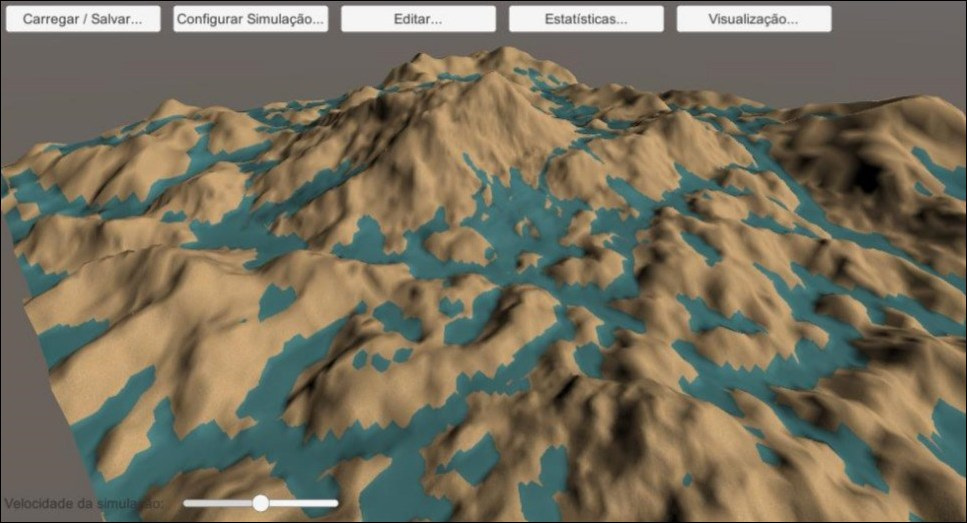 Carregar / Salvar...
Configurar Simulação...
Editar...
Estatísticas...
Visualização...
Velocidade da simulação: